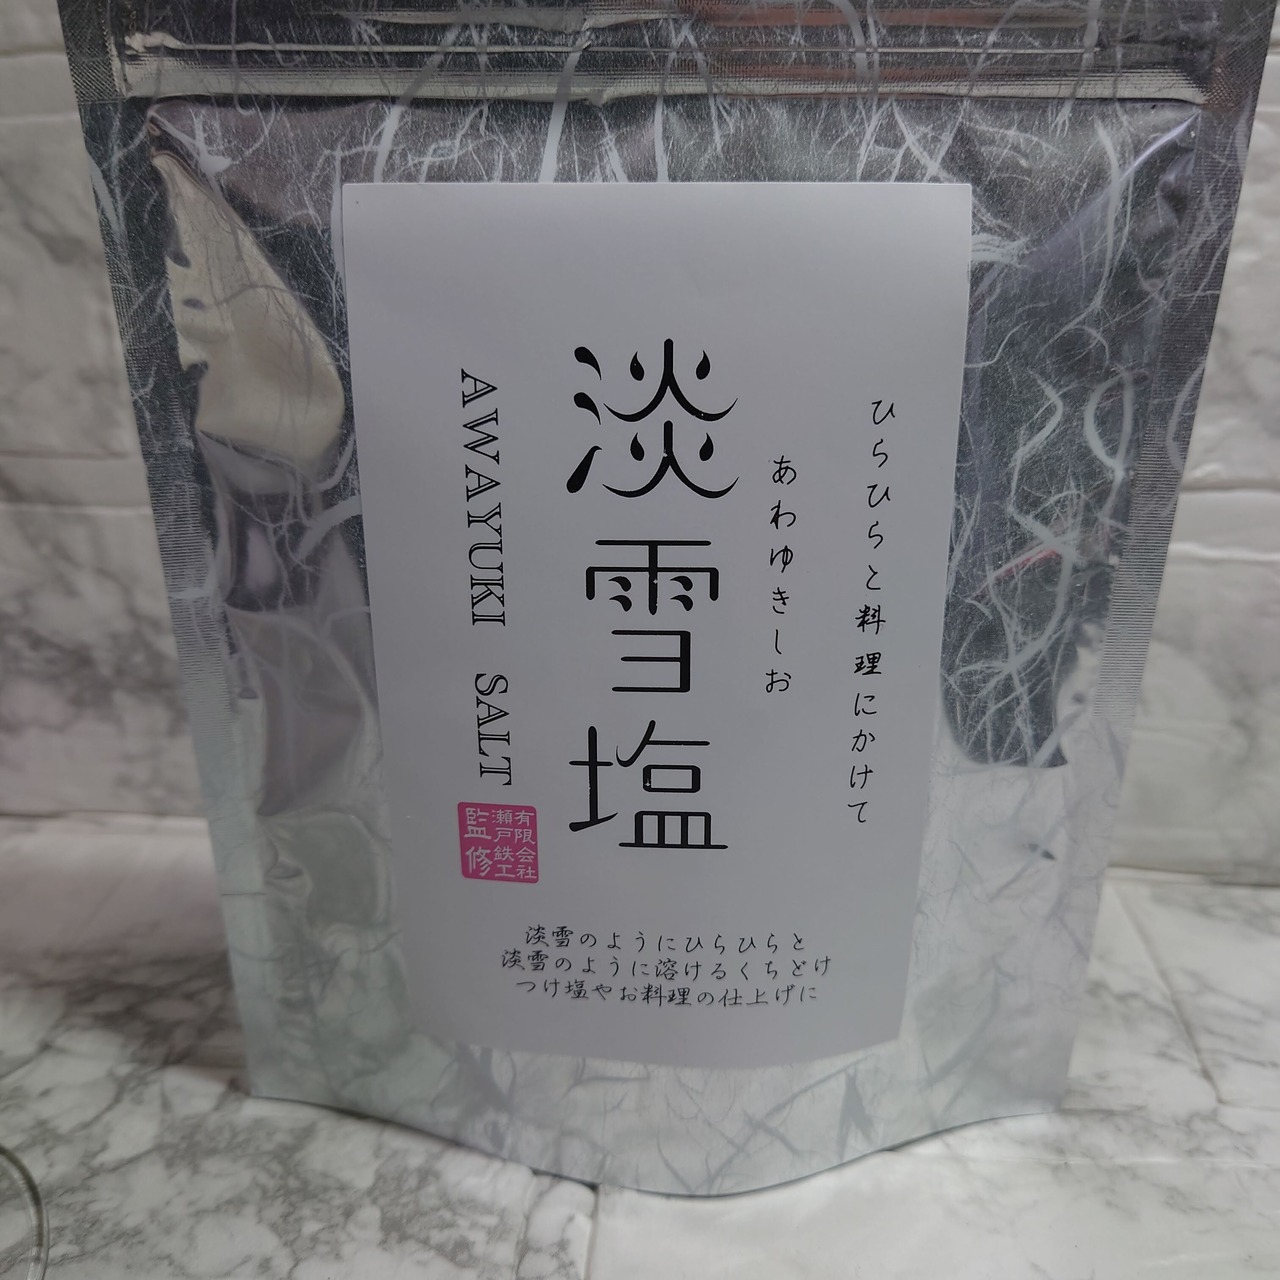 ひらひらと料理にかけて
あわゆきしお
淡雪塩
AWAYUKI SALT
有限会社
瀬戸鉄工
監修
淡雪のようにひらひらと
淡雪のように溶けるくちどけ
つけ塩やお料理の仕上げに